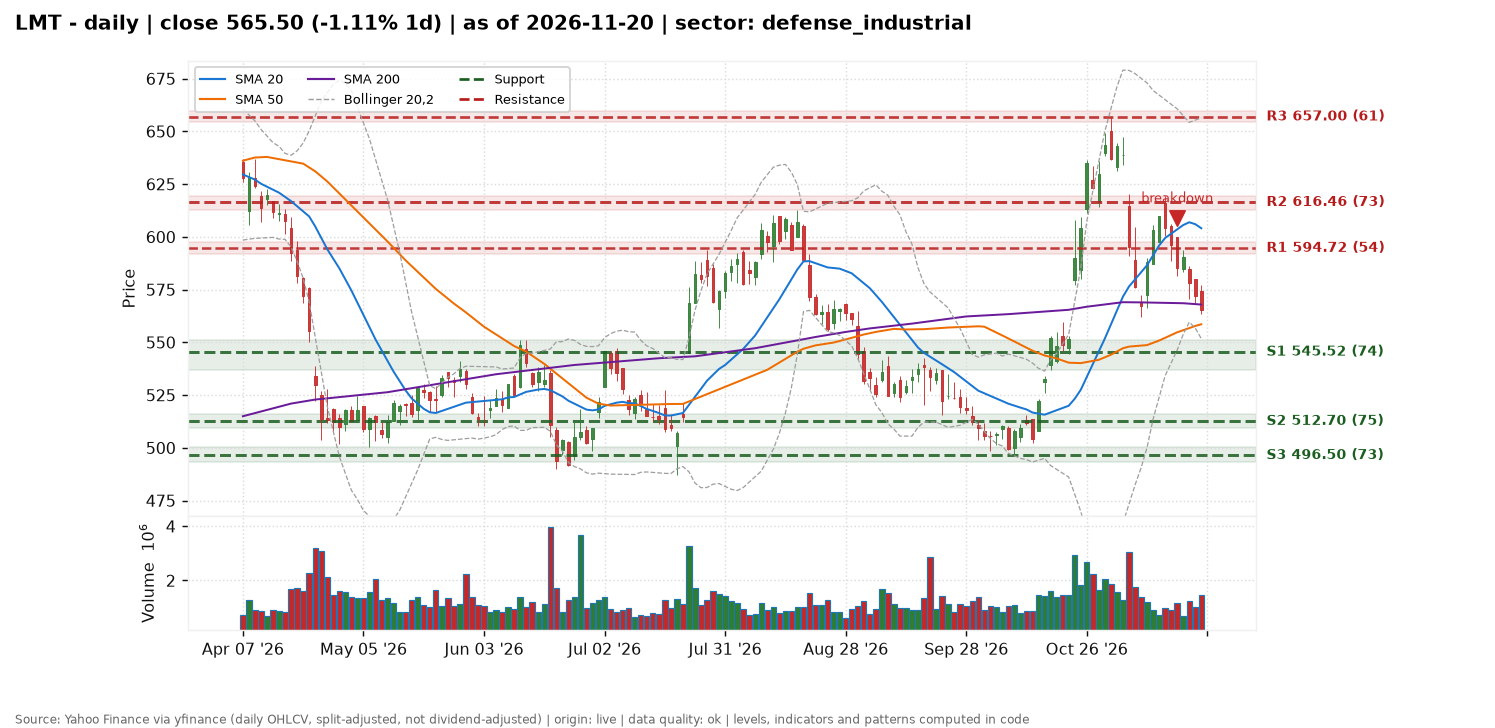 LMT - daily | close 565.50 (-1.11% 1d) | as of 2026-11-20 | sector: defense_industrial
SMA 20
SMA 50
SMA 200
Bollinger 20,2
Support
Resistance
Price
675
650
625
600
575
550
525
500
475
breakdown
R3 657.00 (61)
R2 616.46 (73)
R1 594.72 (54)
S1 545.52 (74)
S2 512.70 (75)
S3 496.50 (73)
Volume 10⁶
4
2
Apr 07 '26
May 05 '26
Jun 03 '26
Jul 02 '26
Jul 31 '26
Aug 28 '26
Sep 28 '26
Oct 26 '26
Source: Yahoo Finance via yfinance (daily OHLCV, split-adjusted, not dividend-adjusted) | origin: live | data quality: ok | levels, indicators and patterns computed in code